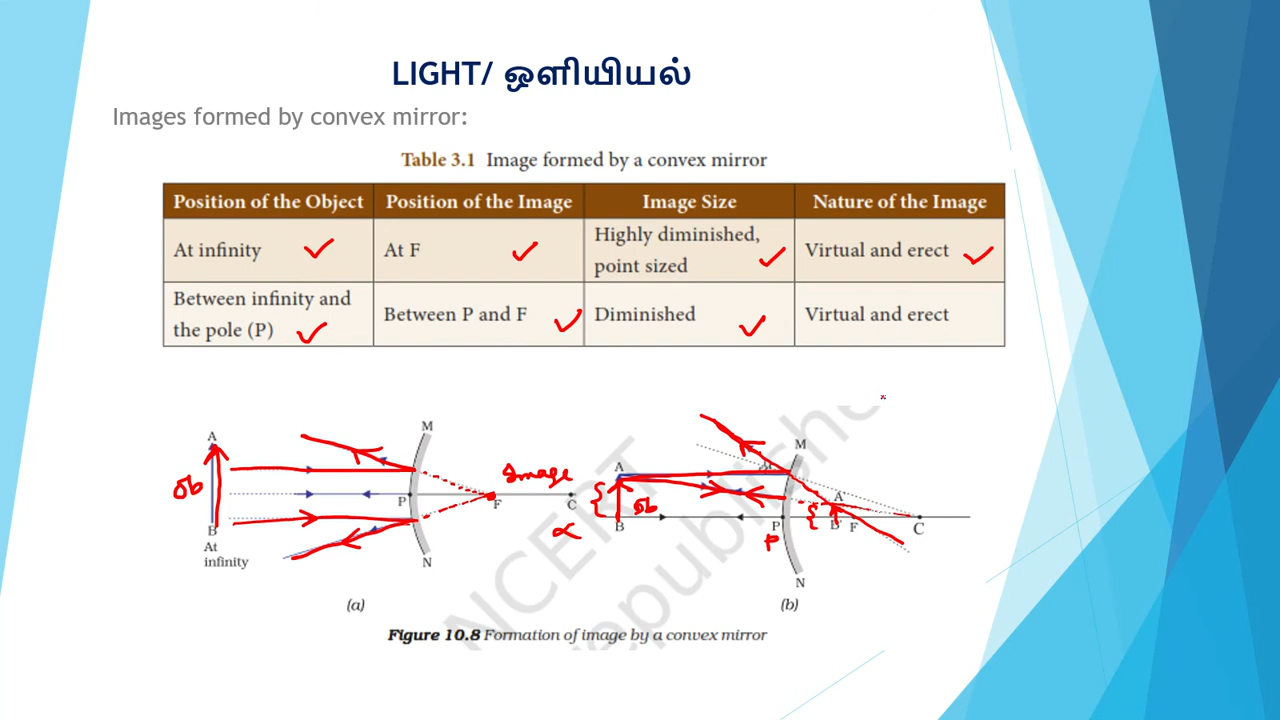 LIGHT/ ஒளியியல்
Images formed by convex mirror:
Table 3.1 Image formed by a convex mirror
Position of the Object Position of the Image Image Size Nature of the Image
At infinity At F Highly diminished, point sized Virtual and erect
Between infinity and the pole (P) Between P and F Diminished Virtual and erect
A
M
ob
Image
P
F
C
B
At
infinity
N
(a)
A
M
ob
A'
B
P
B'
F
C
P
∝
N
(b)
NCERT
republishe
Figure 10.8 Formation of image by a convex mirror